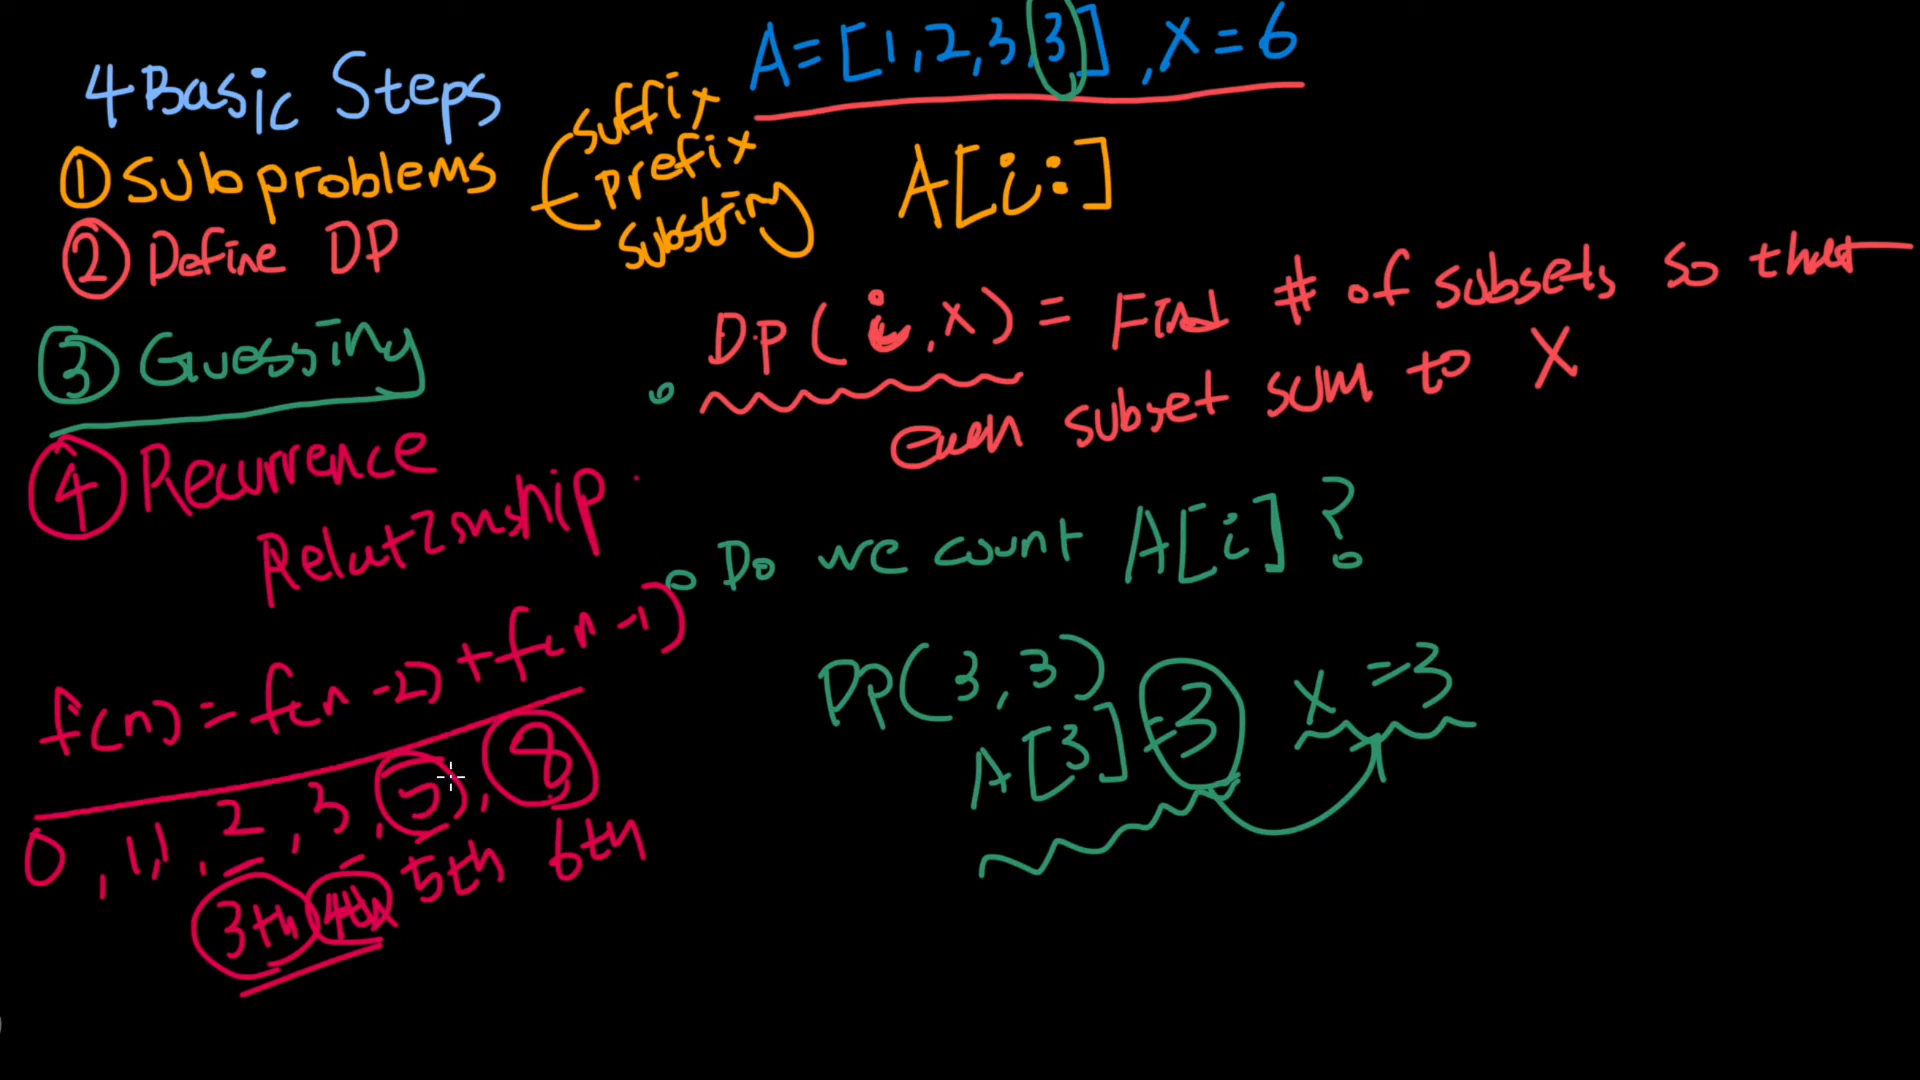 A=[1,2,3,3], x=6
4 Basic Steps
① Subproblems
suffix
prefix
substring
A[i:]
② Define DP
DP(i,x) = Find # of subsets so that
each subset sum to X
③ Guessing
④ Recurrence
Relationship
Do we count A[i]?
f(n)=f(n-2)+f(n-1)
DP(3,3)
A[3]=3 x=3
0,1,1,2,3,5,8
3th 4th 5th 6th